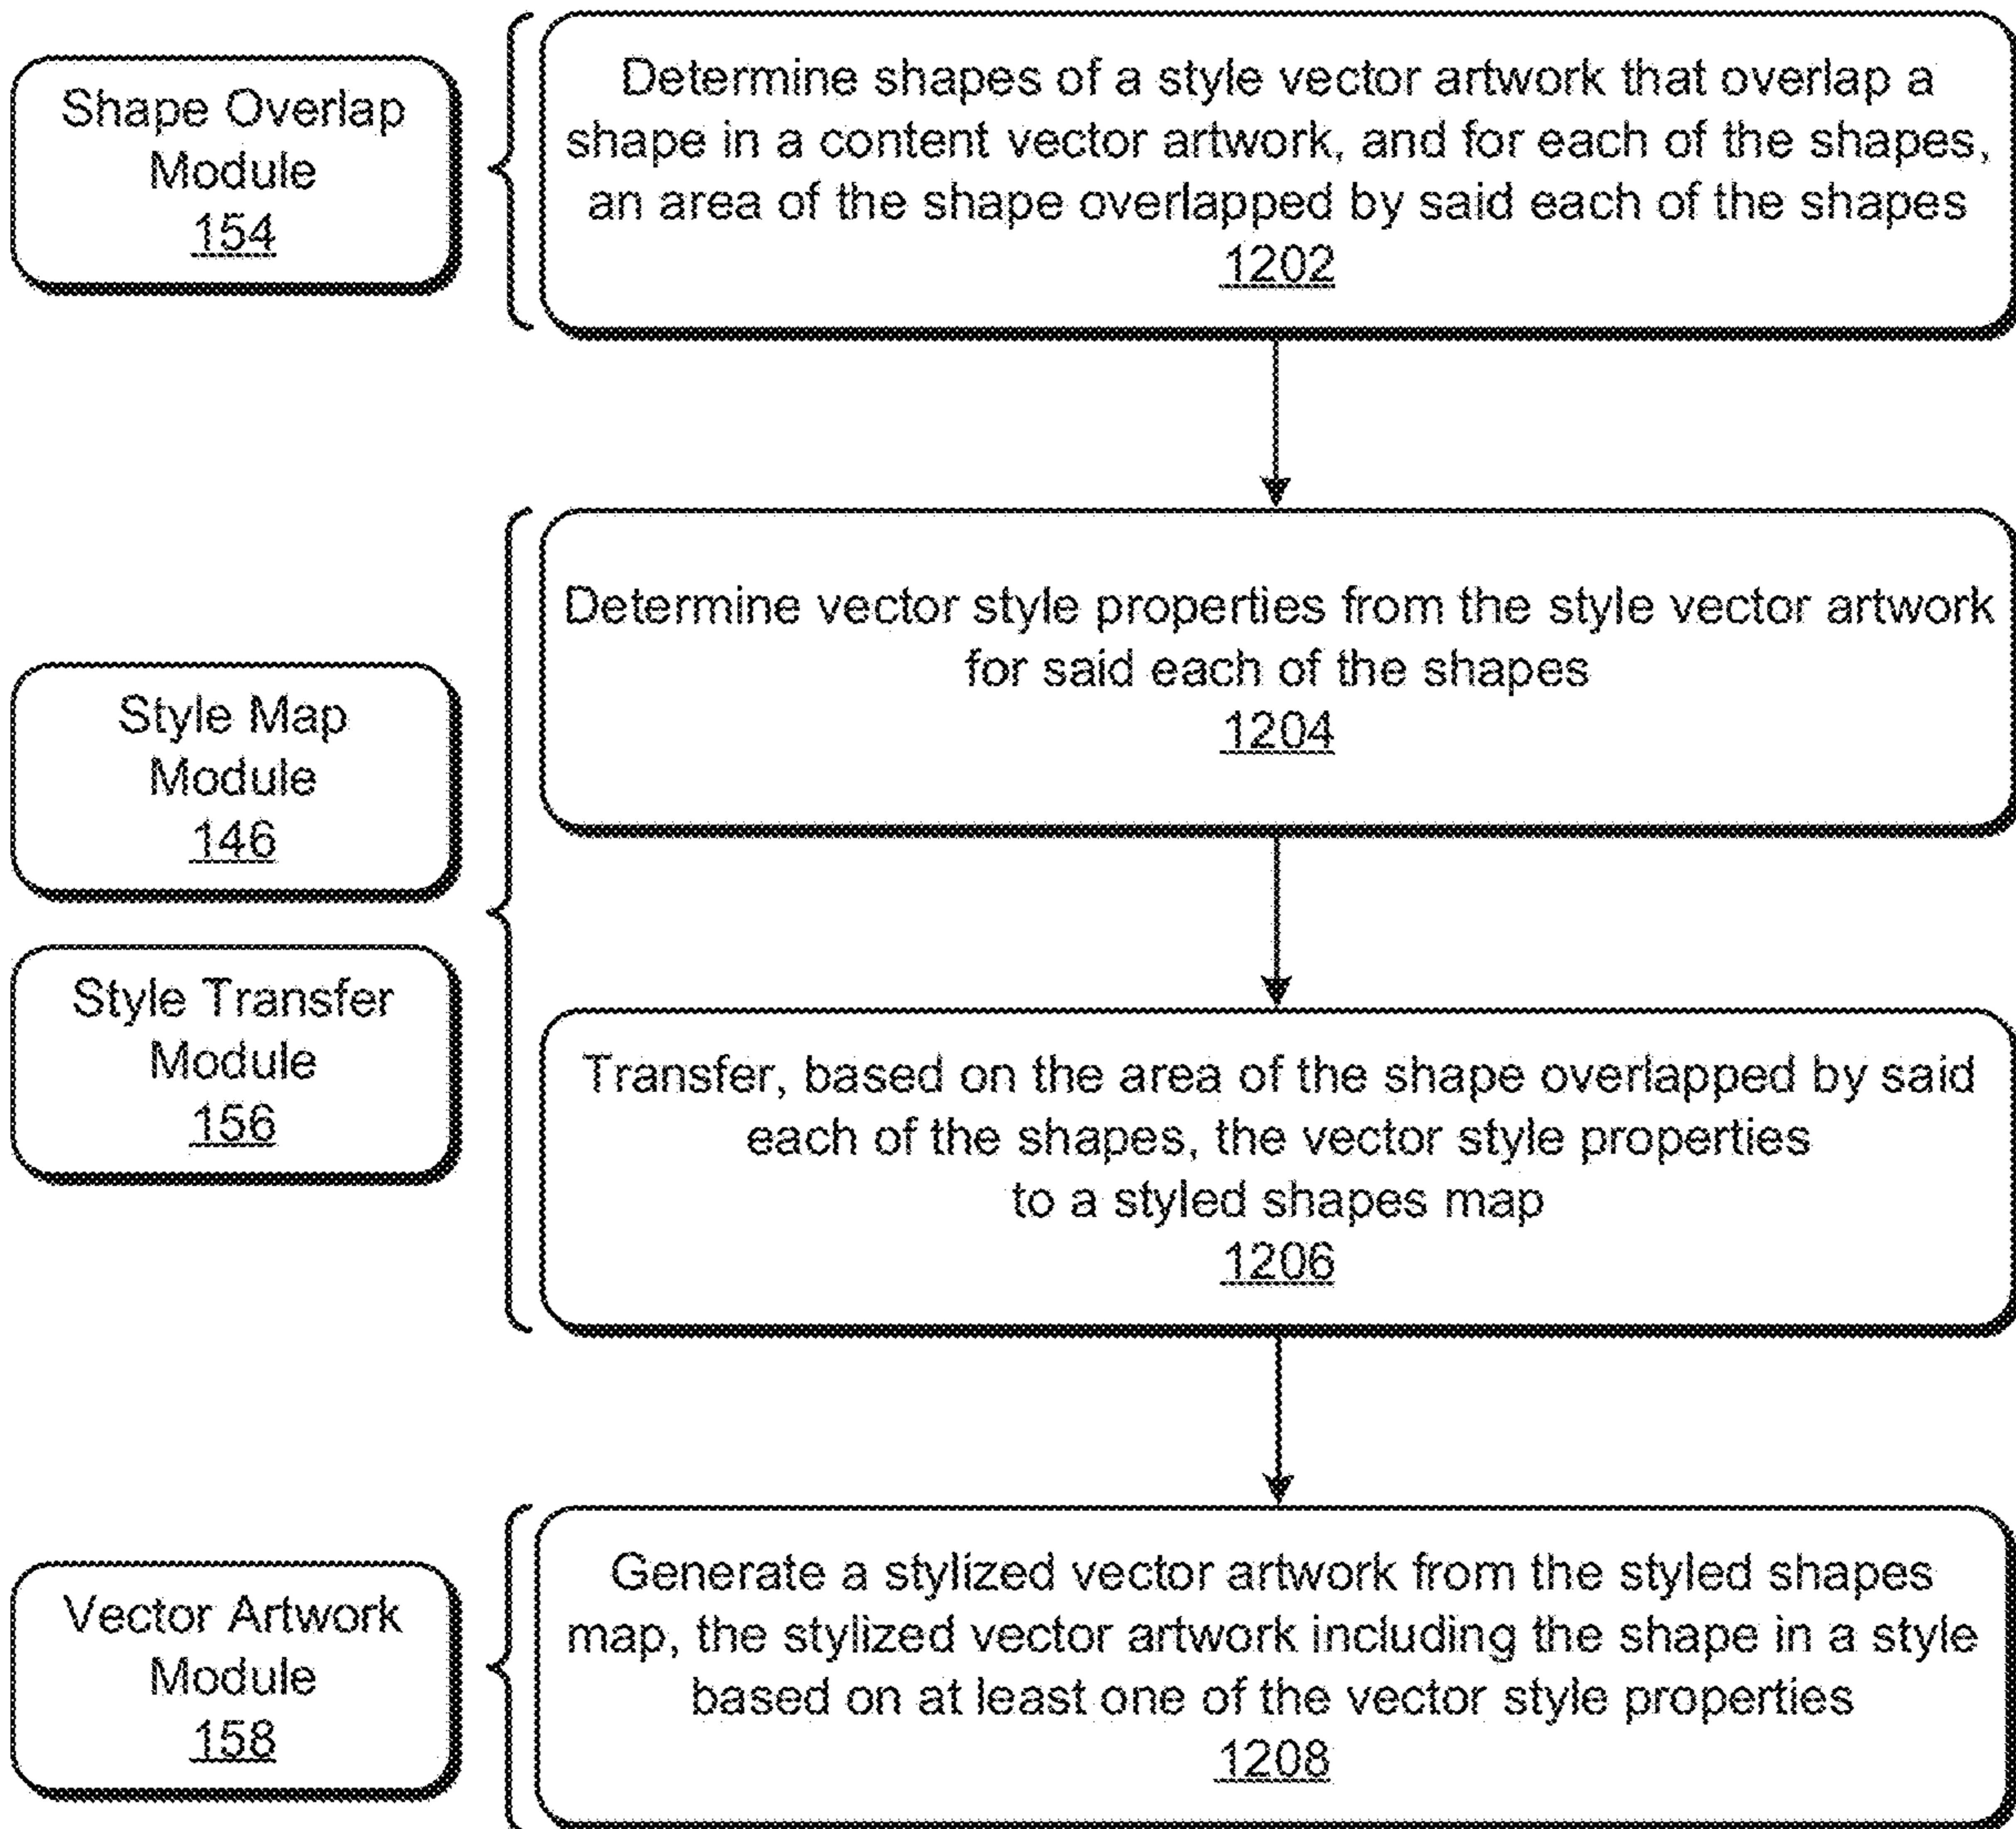 Shape Overlap
Module
154
Determine shapes of a style vector artwork that overlap a
shape in a content vector artwork, and for each of the shapes,
an area of the shape overlapped by said each of the shapes
1202
Style Map
Module
146
Style Transfer
Module
156
Determine vector style properties from the style vector artwork
for said each of the shapes
1204
Transfer, based on the area of the shape overlapped by said
each of the shapes, the vector style properties
to a styled shapes map
1206
Vector Artwork
Module
158
Generate a stylized vector artwork from the styled shapes
map, the stylized vector artwork including the shape in a style
based on at least one of the vector style properties
1208